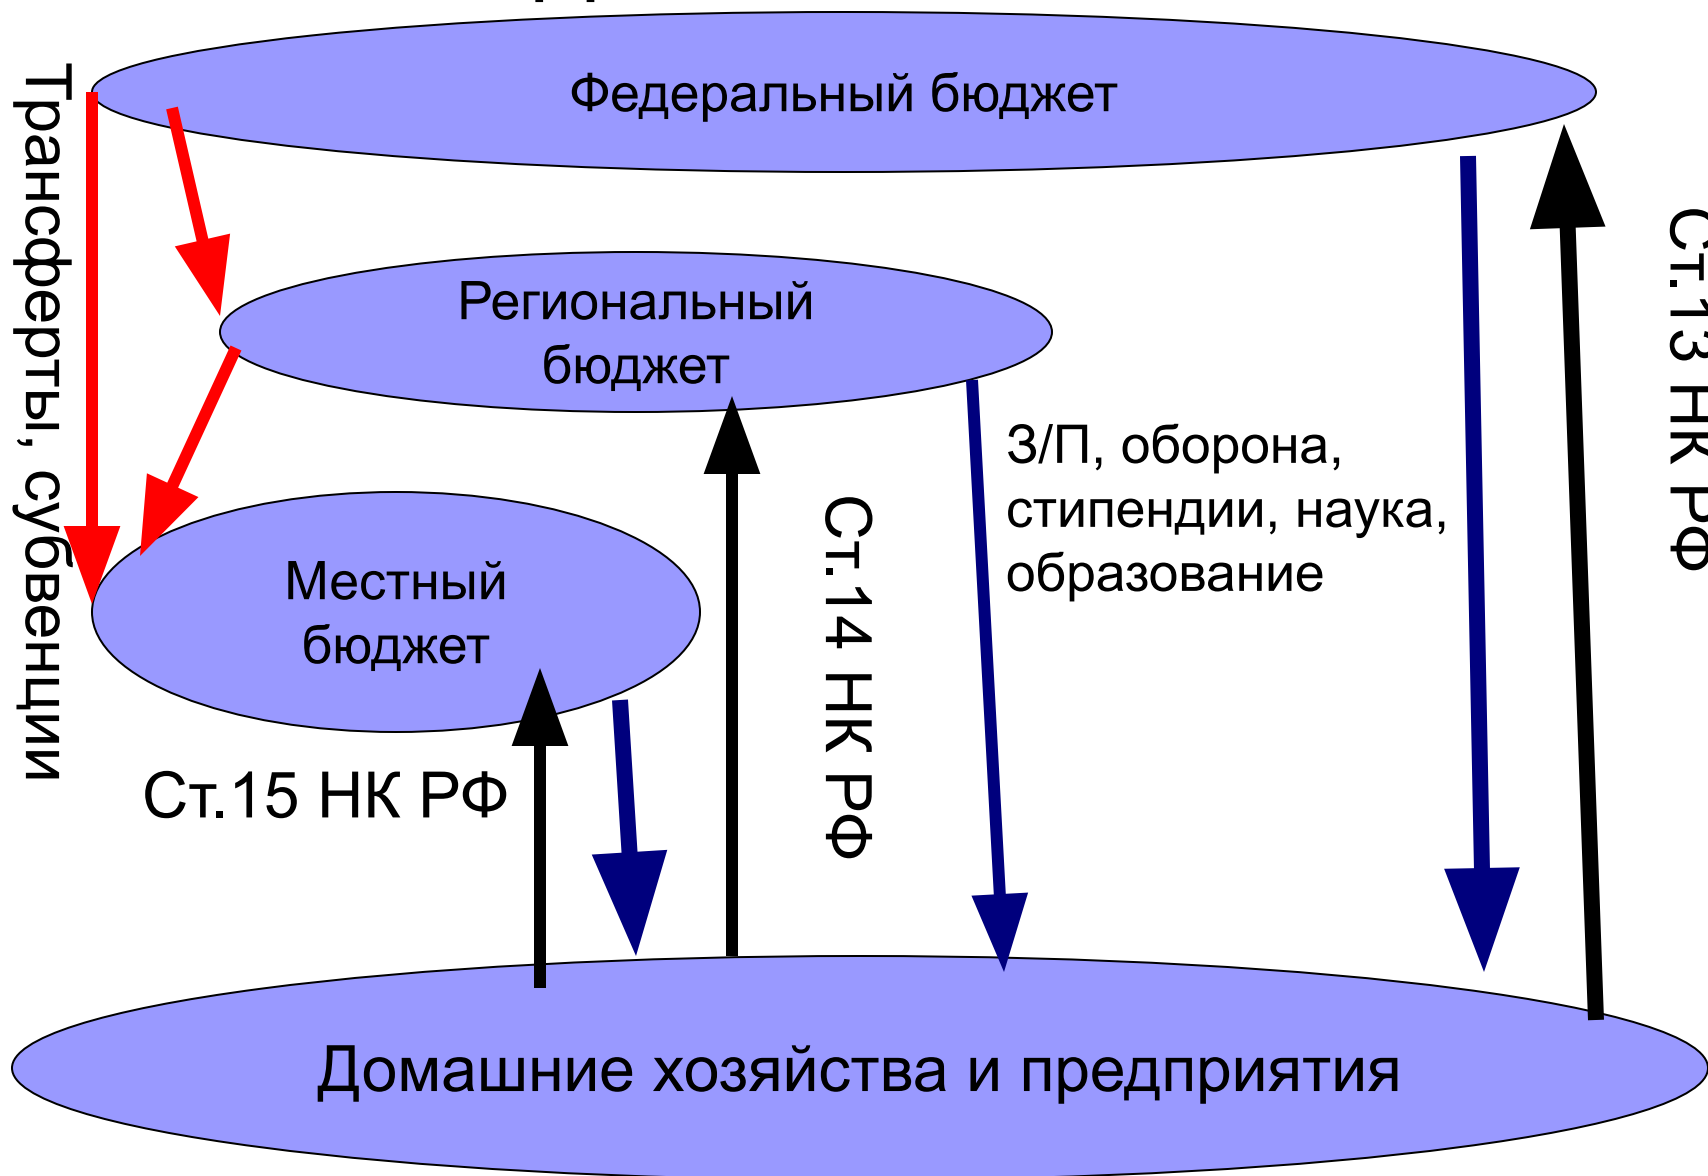 Федеральный бюджет
Трансферты, субвенции
Региональный
бюджет
Ст.13 НК РФ
З/П, оборона,
стипендии, наука,
образование
Ст.14 НК РФ
Местный
бюджет
Ст.15 НК РФ
Домашние хозяйства и предприятия